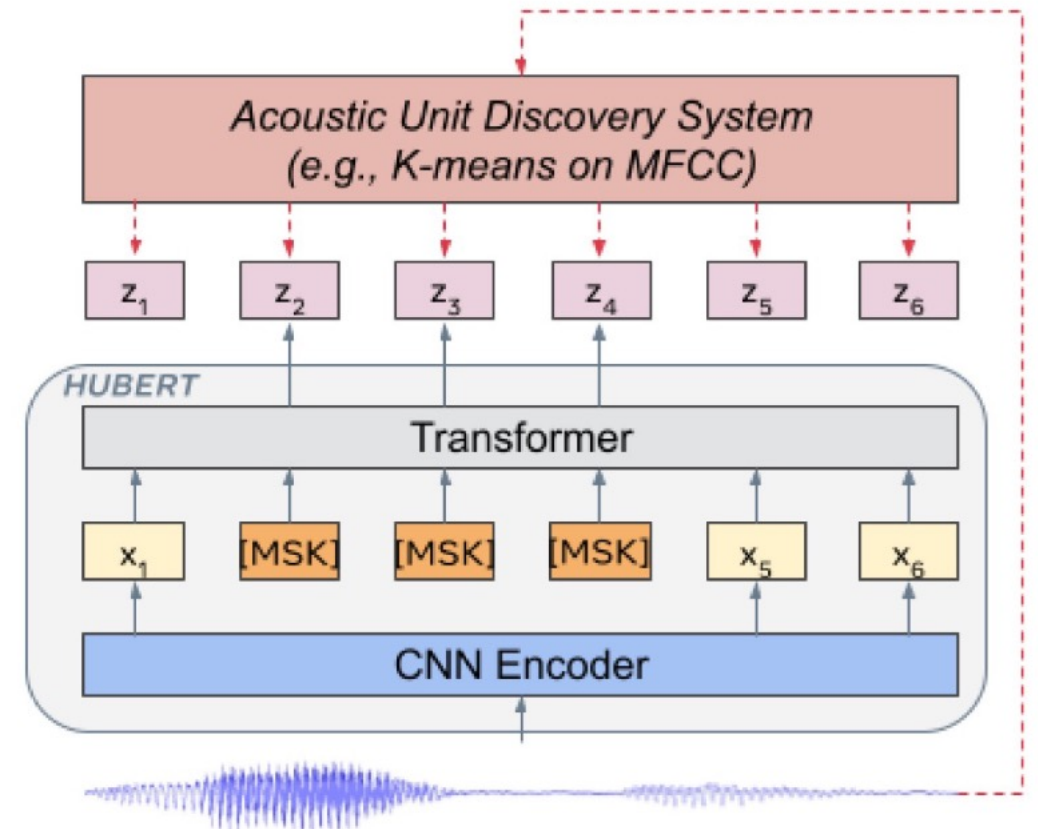 Acoustic Unit Discovery System
(e.g., K-means on MFCC)
z₁ z₂ z₃ z₄ z₅ z₆
HUBERT
Transformer
x₁ [MSK] [MSK] [MSK] x₅ x₆
CNN Encoder